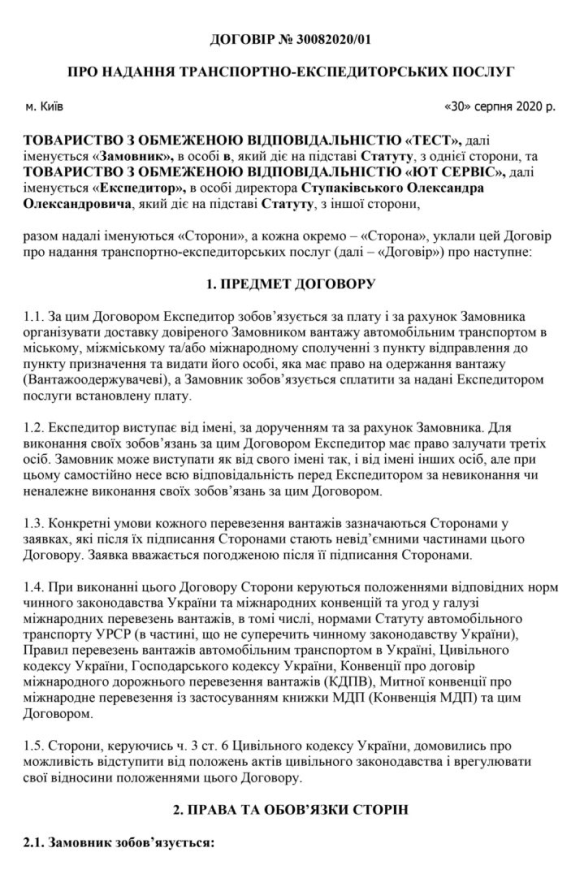 ДОГОВІР № 30082020/01
ПРО НАДАННЯ ТРАНСПОРТНО-ЕКСПЕДИТОРСЬКИХ ПОСЛУГ
м. Київ «30» серпня 2020 р.
ТОВАРИСТВО З ОБМЕЖЕНОЮ ВІДПОВІДАЛЬНІСТЮ «ТЕСТ», далі
іменується «Замовник», в особі в, який діє на підставі Статуту, з однієї сторони, та
ТОВАРИСТВО З ОБМЕЖЕНОЮ ВІДПОВІДАЛЬНІСТЮ «ЮТ СЕРВІС», далі
іменується «Експедитор», в особі директора Ступаківського Олександра
Олександровича, який діє на підставі Статуту, з іншої сторони,
разом надалі іменуються «Сторони», а кожна окремо – «Сторона», уклали цей Договір
про надання транспортно-експедиторських послуг (далі – «Договір») про наступне:
1. ПРЕДМЕТ ДОГОВОРУ
1.1. За цим Договором Експедитор зобов’язується за плату і за рахунок Замовника
організувати доставку довіреного Замовником вантажу автомобільним транспортом в
міському, міжміському та/або міжнародному сполученні з пункту відправлення до
пункту призначення та видати його особі, яка має право на одержання вантажу
(Вантажоодержувачеві), а Замовник зобов’язується сплатити за надані Експедитором
послуги встановлену плату.
1.2. Експедитор виступає від імені, за дорученням та за рахунок Замовника. Для
виконання своїх зобов’язань за цим Договором Експедитор має право залучати третіх
осіб. Замовник може виступати як від свого імені так, і від імені інших осіб, але при
цьому самостійно несе всю відповідальність перед Експедитором за невиконання чи
неналежне виконання своїх зобов’язань за цим Договором.
1.3. Конкретні умови кожного перевезення вантажів зазначаються Сторонами у
заявках, які після їх підписання Сторонами стають невід’ємними частинами цього
Договору. Заявка вважається погодженою після її підписання Сторонами.
1.4. При виконанні цього Договору Сторони керуються положеннями відповідних норм
чинного законодавства України та міжнародних конвенцій та угод у галузі
міжнародних перевезень вантажів, в томі числі, нормами Статуту автомобільного
транспорту УРСР (в частині, що не суперечить чинному законодавству України),
Правил перевезень вантажів автомобільним транспортом в Україні, Цивільного
кодексу України, Господарського кодексу України, Конвенції про договір
міжнародного дорожнього перевезення вантажів (КДПВ), Митної конвенції про
міжнародне перевезення із застосуванням книжки МДП (Конвенція МДП) та цим
Договором.
1.5. Сторони, керуючись ч. 3 ст. 6 Цивільного кодексу України, домовились про
можливість відступити від положень актів цивільного законодавства і врегулювати
свої відносини положеннями цього Договору.
2. ПРАВА ТА ОБОВ’ЯЗКИ СТОРІН
2.1. Замовник зобов’язується: